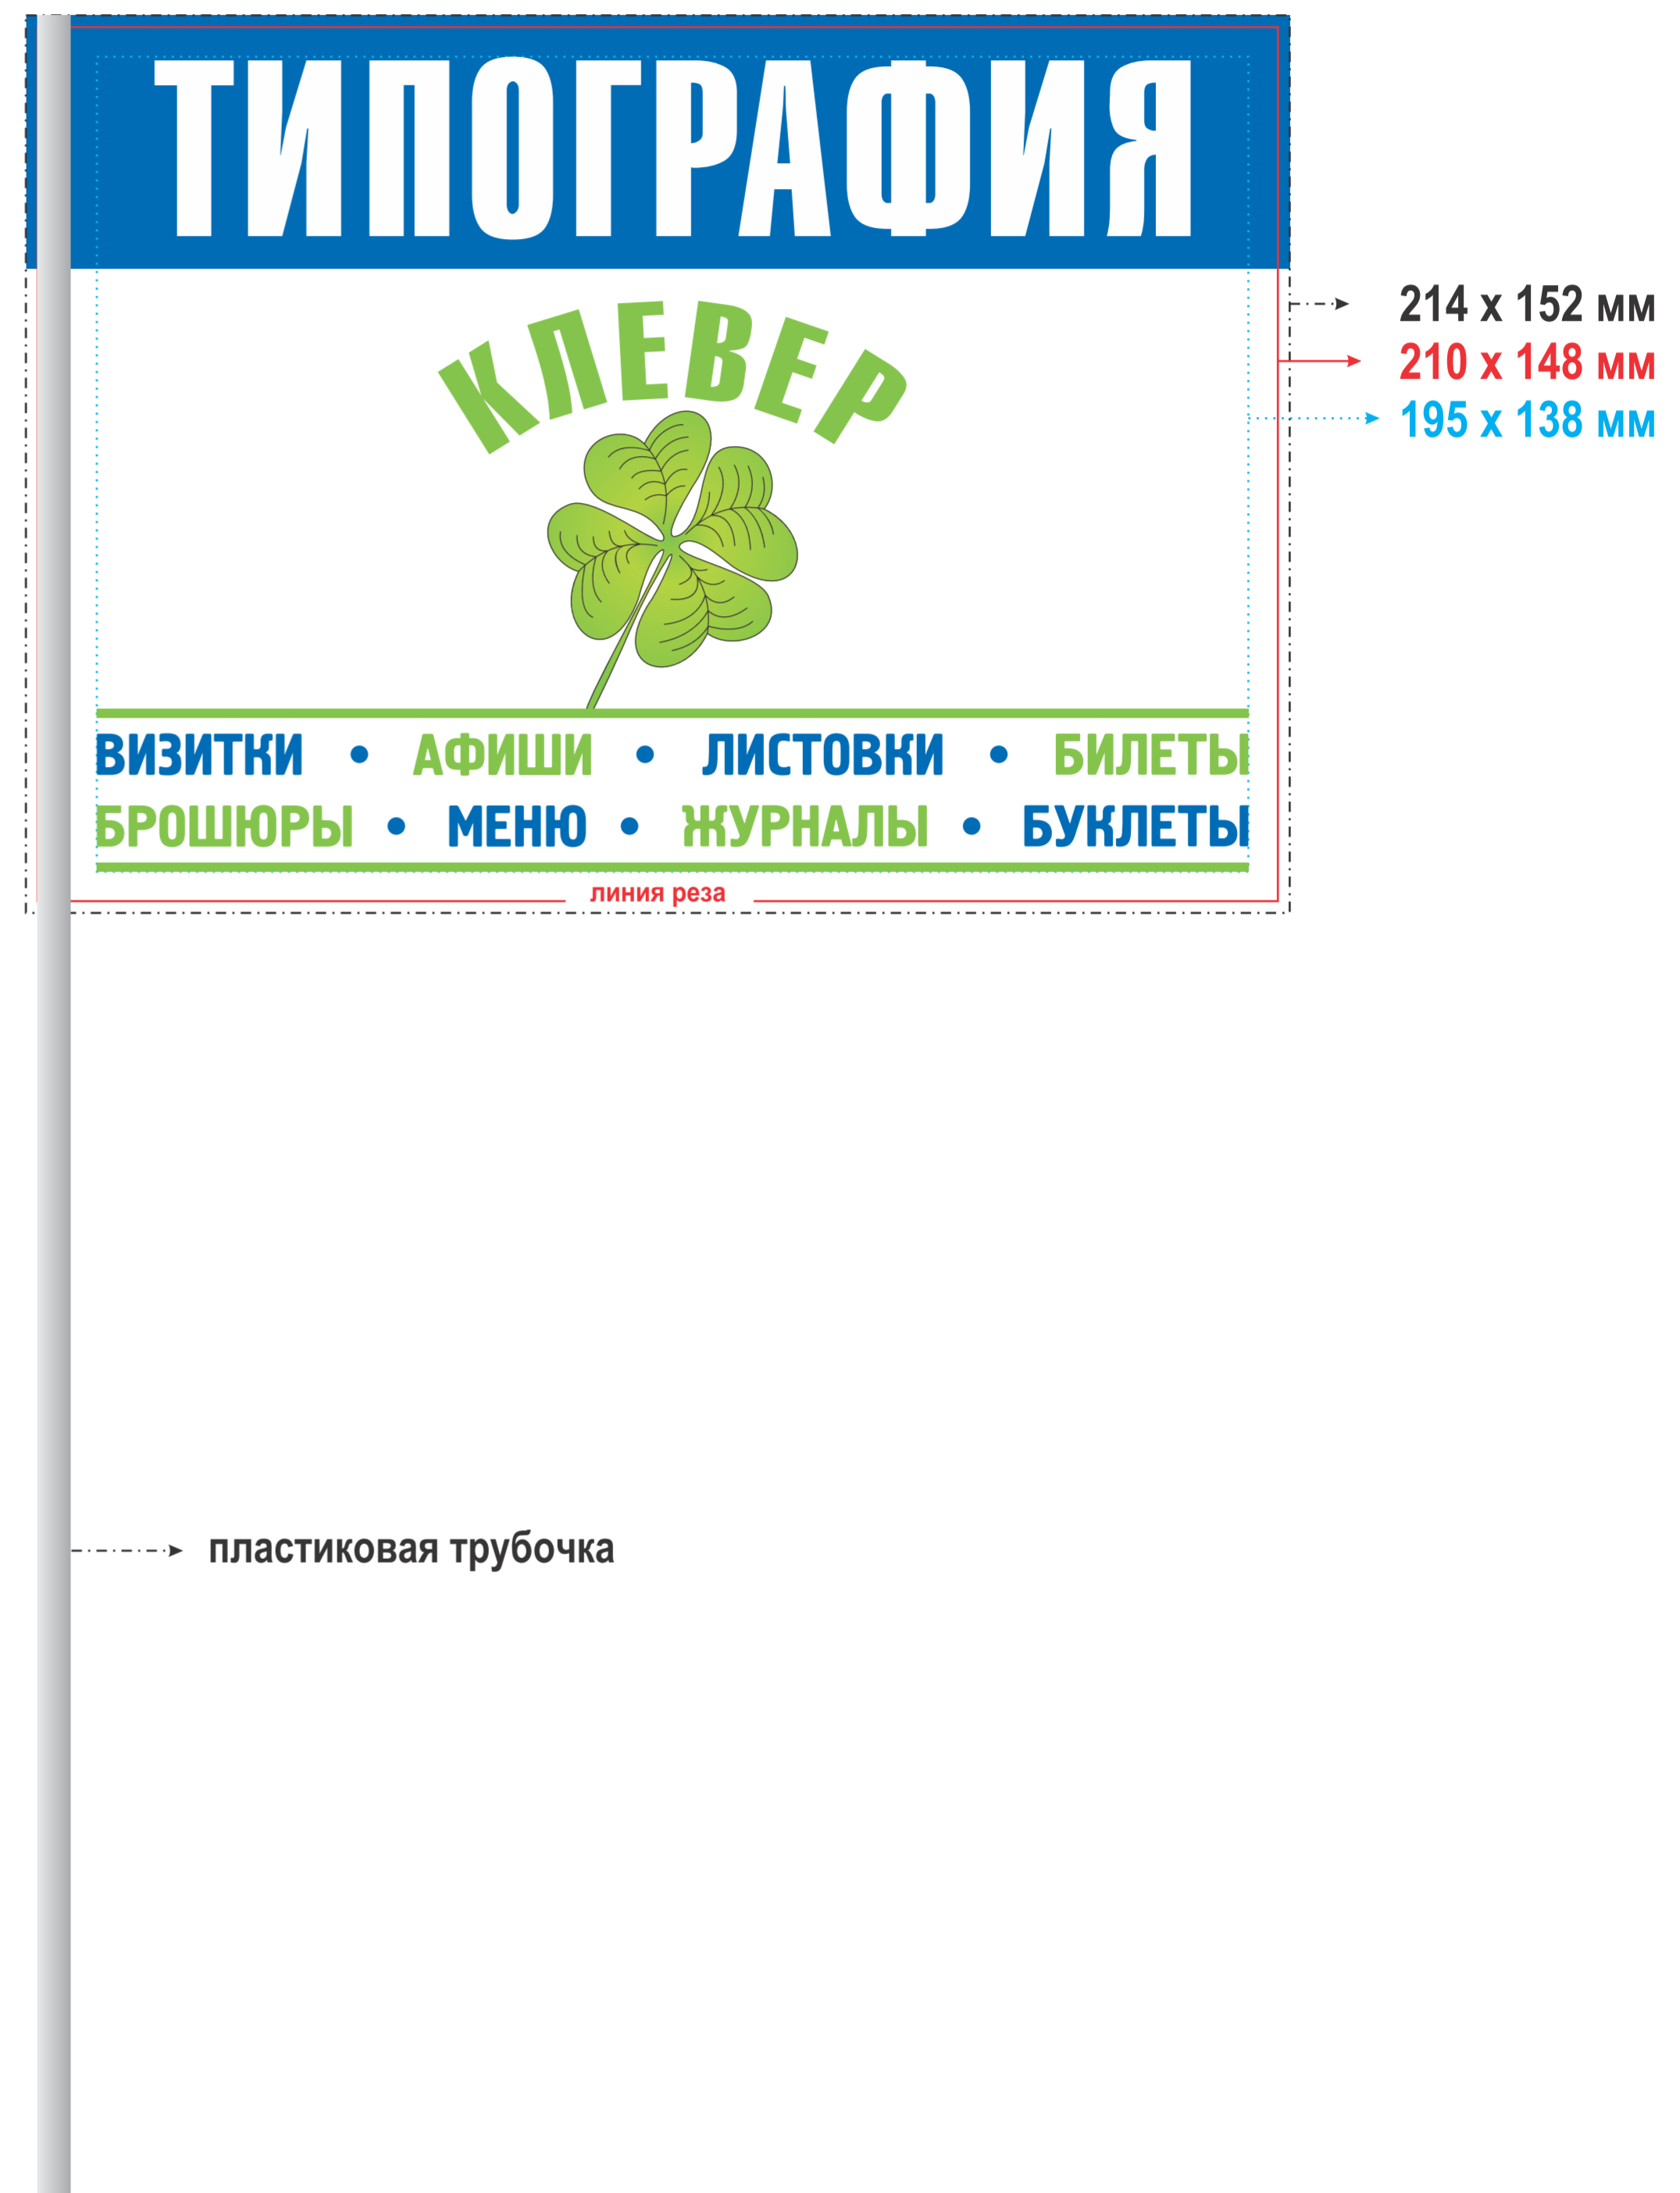 ТИПОГРАФИЯ
КЛЕВЕР
214 x 152 мм
210 x 148 мм
195 x 138 мм
ВИЗИТКИ • АФИШИ • ЛИСТОВКИ • БИЛЕТЫ
БРОШЮРЫ • МЕНЮ • ЖУРНАЛЫ • БУКЛЕТЫ
линия реза
пластиковая трубочка